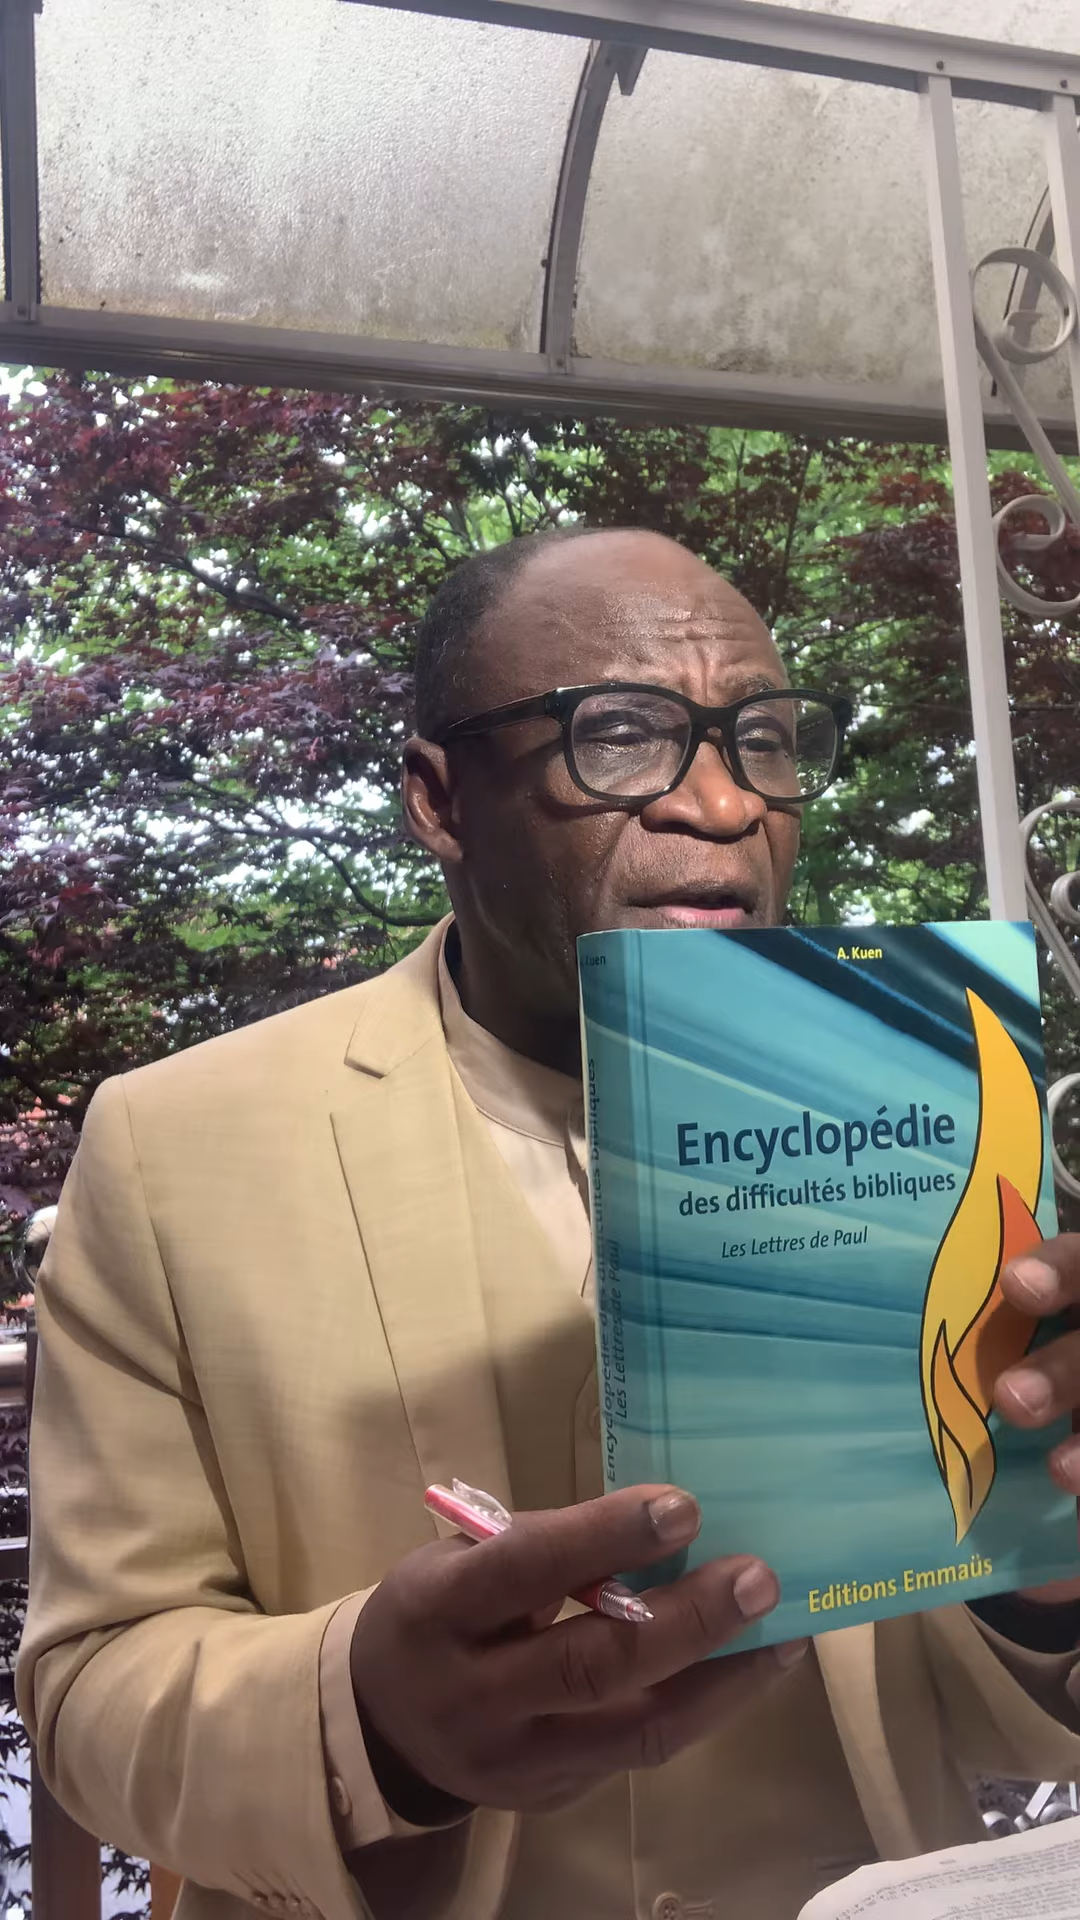 A. Kuen
Encyclopédie
des difficultés bibliques
Les Lettres de Paul
Editions Emmaüs
Kuen
Encyclopédie des difficultés bibliques
Les Lettres de Paul